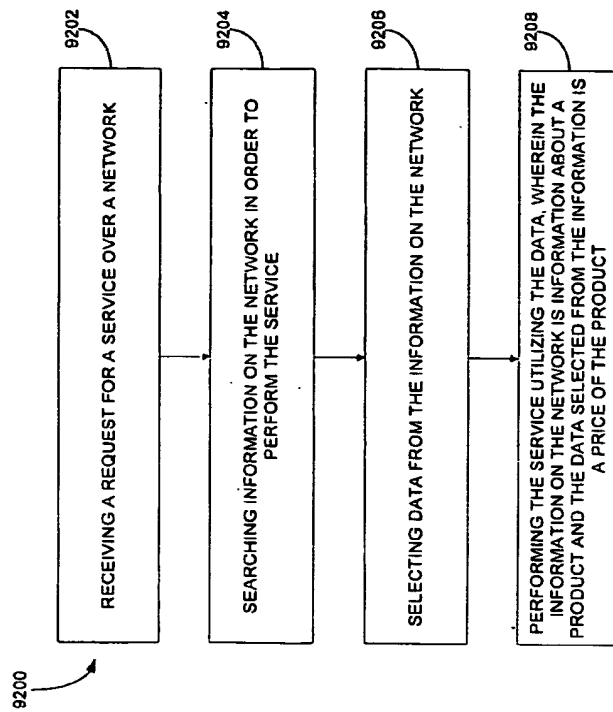 9200
9202
RECEIVING A REQUEST FOR A SERVICE OVER A NETWORK
9204
SEARCHING INFORMATION ON THE NETWORK IN ORDER TO
PERFORM THE SERVICE
9206
SELECTING DATA FROM THE INFORMATION ON THE NETWORK
9208
PERFORMING THE SERVICE UTILIZING THE DATA, WHEREIN THE
INFORMATION ON THE NETWORK IS INFORMATION ABOUT A
PRODUCT AND THE DATA SELECTED FROM THE INFORMATION IS
A PRICE OF THE PRODUCT